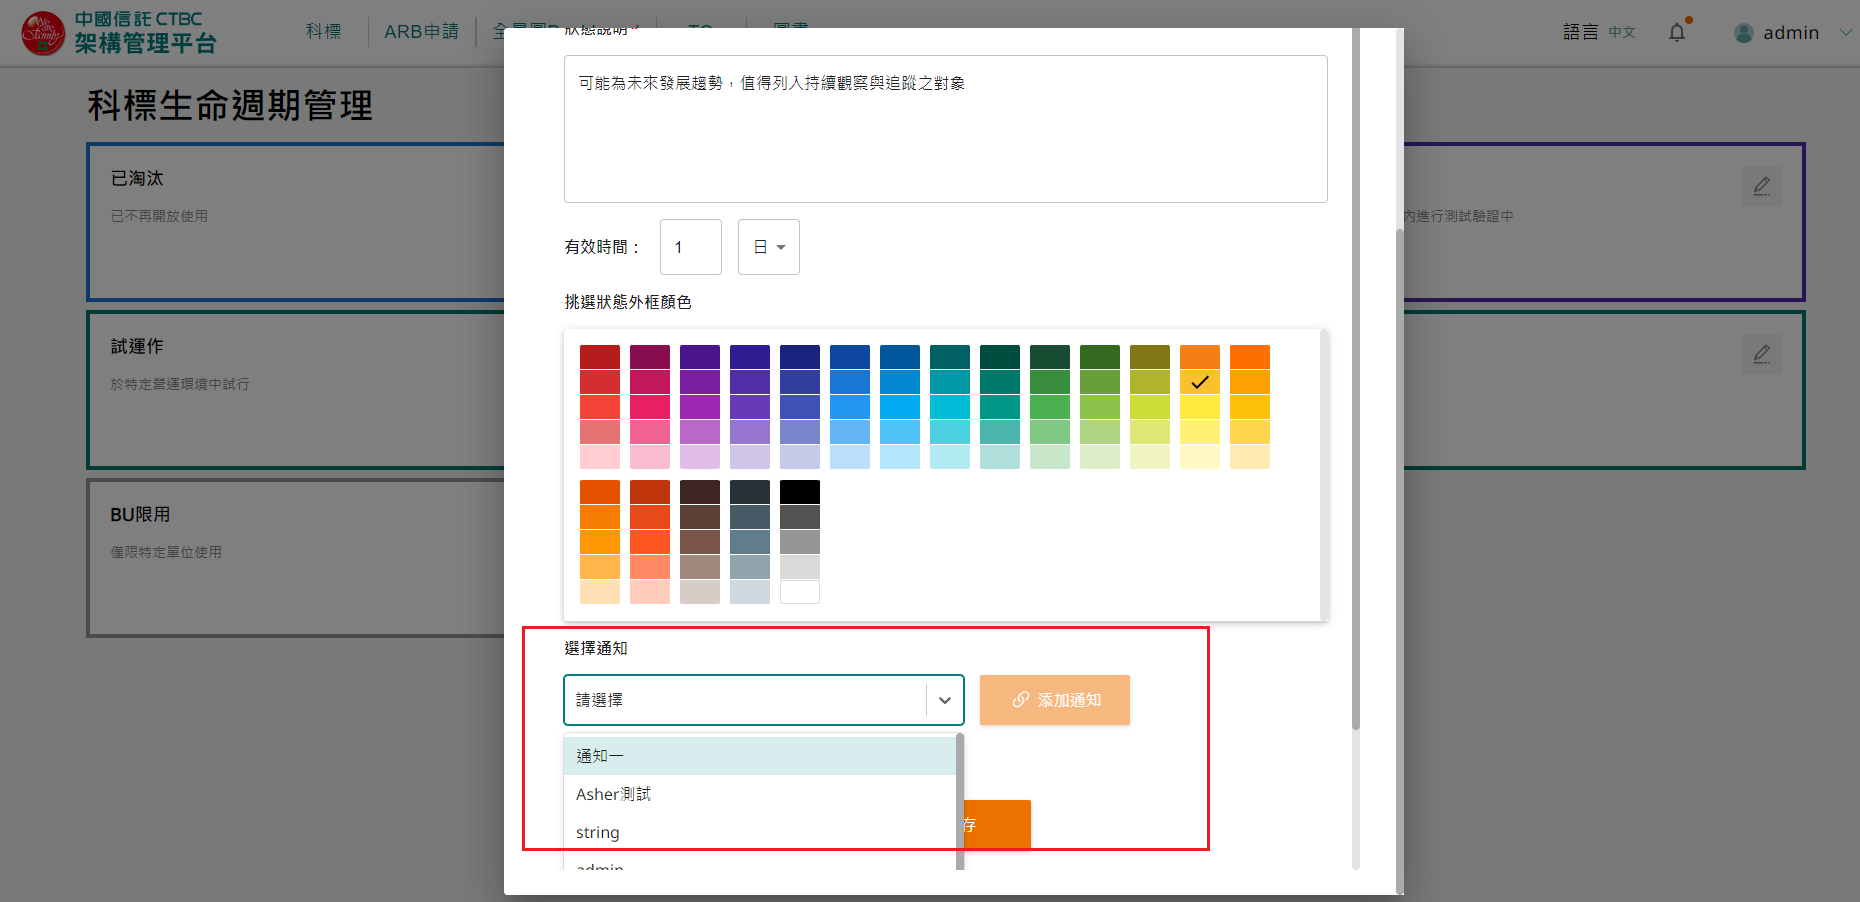 中國信託 CTBC
架構管理平台
We are family
科標
ARB申請
語言 中文
admin
科標生命週期管理
已淘汰
已不再開放使用
內進行測試驗證中
試運作
於特定營運環境中試行
BU限用
僅限特定單位使用
狀態說明*
可能為未來發展趨勢，值得列入持續觀察與追蹤之對象
有效時間： 1 日
挑選狀態外框顏色
選擇通知
請選擇
添加通知
通知一
Asher測試
string
存
admin